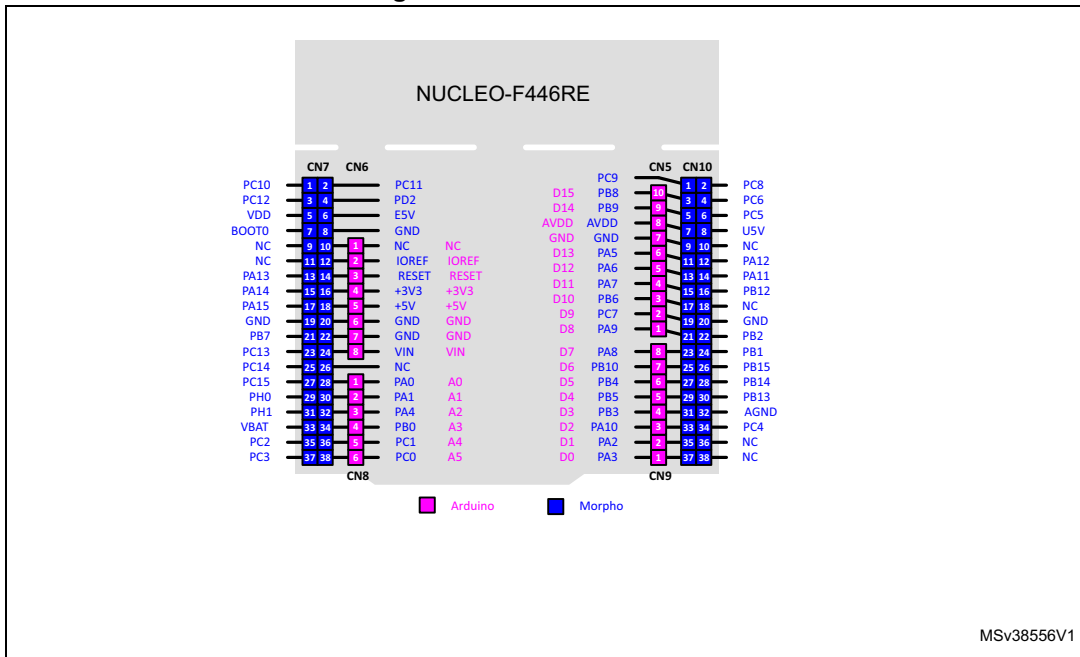 NUCLEO-F446RE
CN7 CN6 CN5 CN10
PC9
PC10 1 2 PC11 D15 PB8 10 1 2 PC8
PC12 3 4 PD2 D14 PB9 9 3 4 PC6
VDD 5 6 E5V AVDD AVDD 8 5 6 PC5
BOOT0 7 8 GND GND GND 7 7 8 U5V
NC 9 10 1 NC NC D13 PA5 6 9 10 NC
NC 11 12 2 IOREF IOREF D12 PA6 5 11 12 PA12
PA13 13 14 3 RESET RESET D11 PA7 4 13 14 PA11
PA14 15 16 4 +3V3 +3V3 D10 PB6 3 15 16 PB12
PA15 17 18 5 +5V +5V D9 PC7 2 17 18 NC
GND 19 20 6 GND GND D8 PA9 1 19 20 GND
PB7 21 22 7 GND GND 21 22 PB2
PC13 23 24 8 VIN VIN D7 PA8 8 23 24 PB1
PC14 25 26 NC D6 PB10 7 25 26 PB15
PC15 27 28 1 PA0 A0 D5 PB4 6 27 28 PB14
PH0 29 30 2 PA1 A1 D4 PB5 5 29 30 PB13
PH1 31 32 3 PA4 A2 D3 PB3 4 31 32 AGND
VBAT 33 34 4 PB0 A3 D2 PA10 3 33 34 PC4
PC2 35 36 5 PC1 A4 D1 PA2 2 35 36 NC
PC3 37 38 6 PC0 A5 D0 PA3 1 37 38 NC
CN8 CN9
Arduino Morpho
MSv38556V1